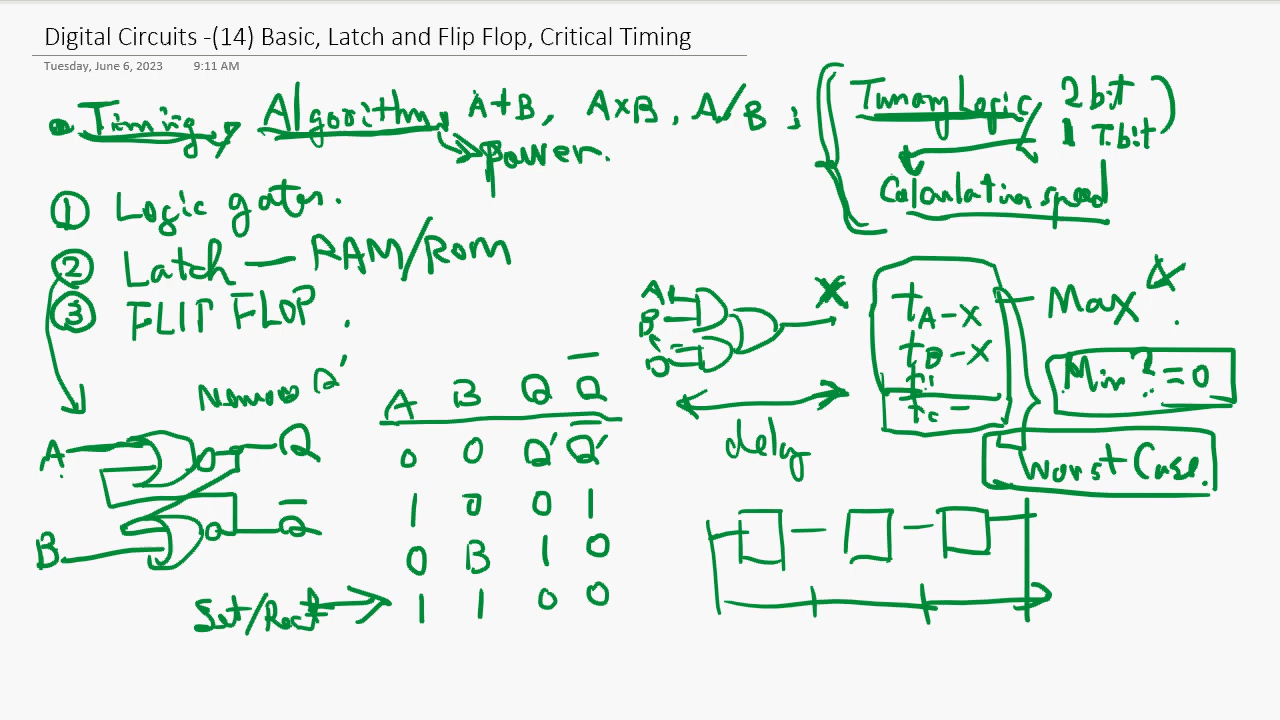 Digital Circuits -(14) Basic, Latch and Flip Flop, Critical Timing
Tuesday, June 6, 2023 9:11 AM
Timing, Algorithm, A+B, A×B, A/B ;
Power.
Tunary Logic 2 bit
1 T.bit
Calculation speed
① Logic gates.
② Latch — RAM/Rom
③ FLIP FLOP.
A B Q Q̅
0 0 Q' Q̅'
1 0 0 1
0 B 1 0
1 1 0 0
Q'
A Q
B Q̅
Set/
A
B
X
delay
tA-X
tB-X
tc -
Max
Min? = 0
Worst Case.